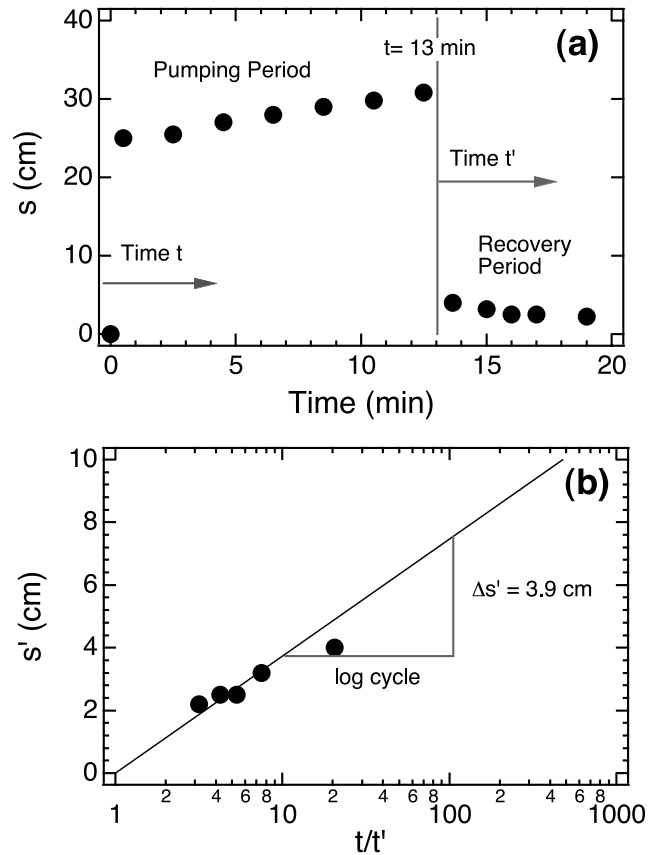 (a)
t= 13 min
Pumping Period
40
30
20
10
0
s (cm)
Time t'
Time t
Recovery
Period
0 5 10 15 20
Time (min)
(b)
10
8
6
4
2
0
s' (cm)
Δs' = 3.9 cm
log cycle
1 2 4 6 8 10 2 4 6 8 100 2 4 6 8 1000
t/t'